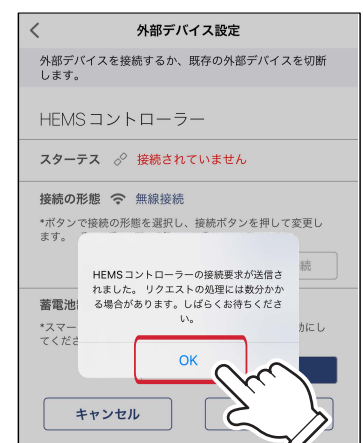 外部デバイス設定
外部デバイスを接続するか、既存の外部デバイスを切断
します。
HEMSコントローラー
スターテス 接続されていません
接続の形態 無線接続
*ボタンで接続の形態を選択し、接続ボタンを押して変更し
ます。
続
HEMSコントローラーの接続要求が送信さ
れました。 リクエストの処理には数分かか
る場合があります。しばらくお待ちくださ
い。
OK
蓄電池
*スマー
動にし
てくださ
キャンセル